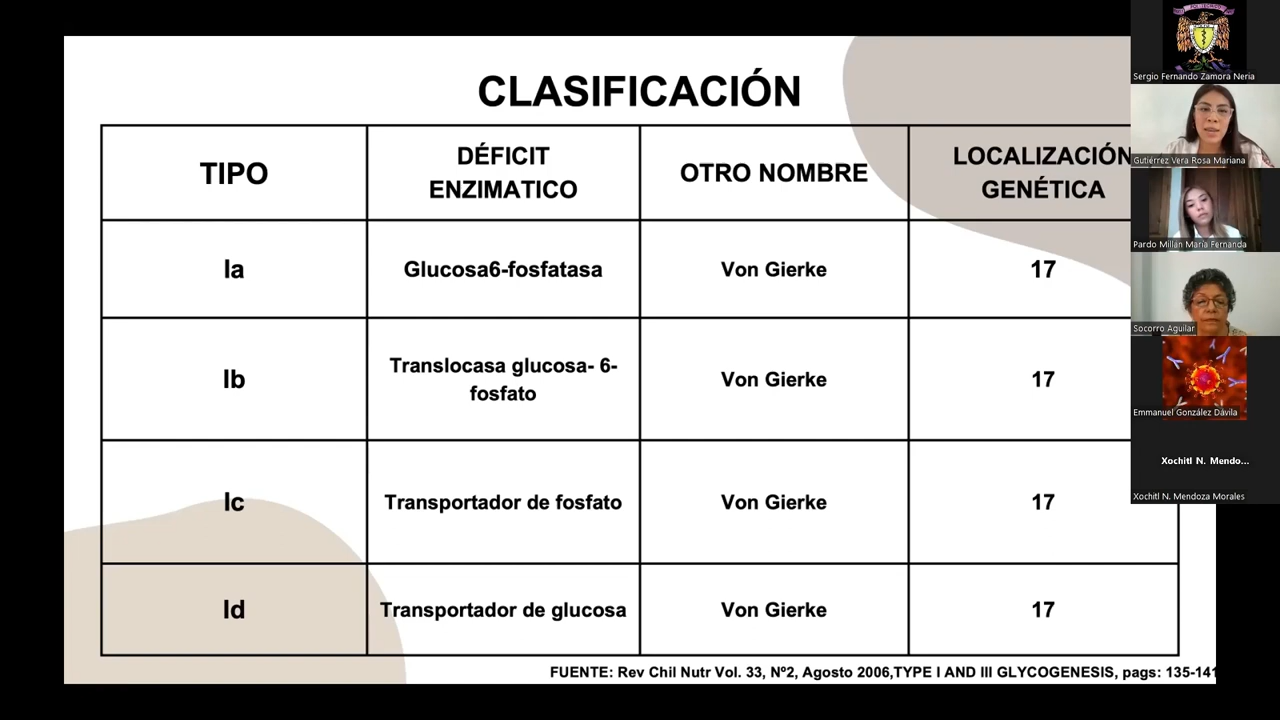 CLASIFICACIÓN
TIPO
DÉFICIT
ENZIMATICO
OTRO NOMBRE
LOCALIZACIÓN
GENÉTICA
Ia
Glucosa6-fosfatasa
Von Gierke
17
Ib
Translocasa glucosa- 6-
fosfato
Von Gierke
17
Ic
Transportador de fosfato
Von Gierke
17
Id
Transportador de glucosa
Von Gierke
17
FUENTE: Rev Chil Nutr Vol. 33, Nº2, Agosto 2006,TYPE I AND III GLYCOGENESIS, pags: 135-141
Sergio Fernando Zamora Neria
Gutiérrez Vera Rosa Mariana
Pardo Millán María Fernanda
Socorro Aguilar
Emmanuel González Dávila
Xochitl N. Mendo...
Xochitl N. Mendoza Morales